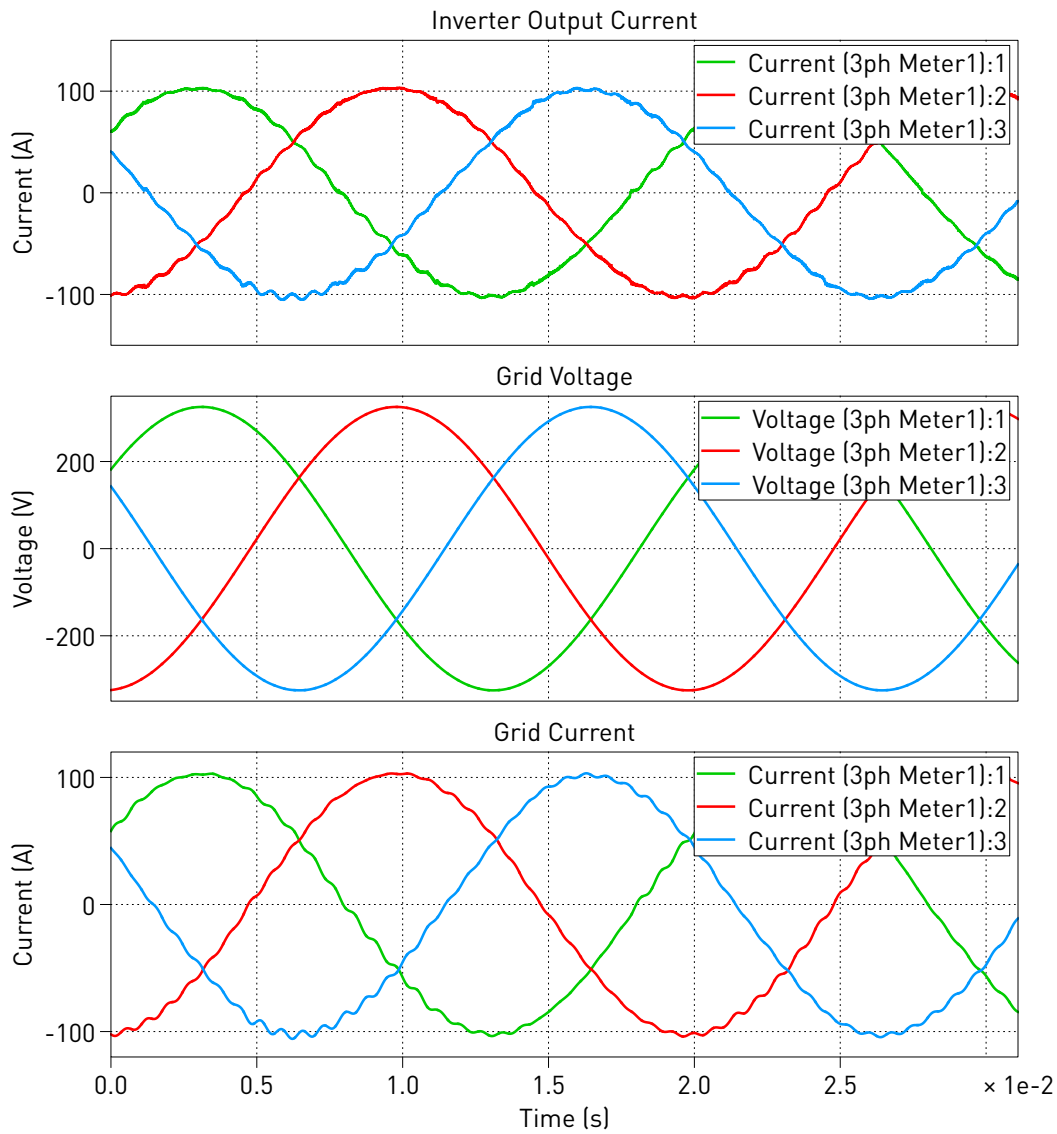 Inverter Output Current
Current (3ph Meter1):1
Current (3ph Meter1):2
Current (3ph Meter1):3
100
0
-100
Current (A)
Grid Voltage
Voltage (3ph Meter1):1
Voltage (3ph Meter1):2
Voltage (3ph Meter1):3
200
0
-200
Voltage (V)
Grid Current
Current (3ph Meter1):1
Current (3ph Meter1):2
Current (3ph Meter1):3
100
0
-100
Current (A)
0.0 0.5 1.0 1.5 2.0 2.5 × 1e-2
Time (s)